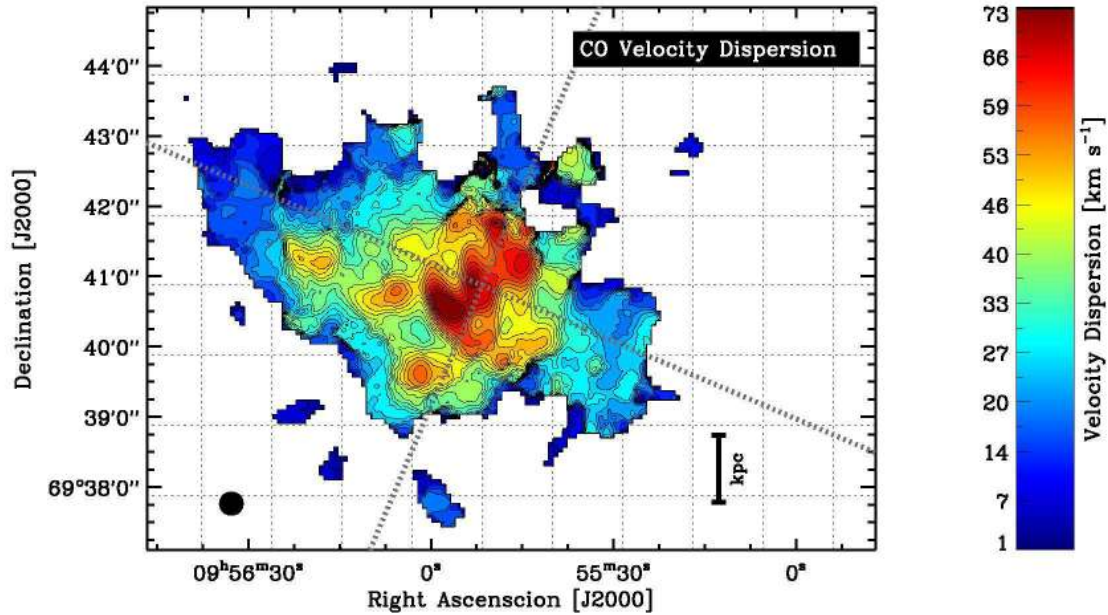 CO Velocity Dispersion
44'0"
43'0"
42'0"
41'0"
40'0"
39'0"
69°38'0"
Declination [J2000]
kpc
09ʰ56ᵐ30ˢ
0ˢ
55ᵐ30ˢ
0ˢ
Right Ascension [J2000]
73
66
59
53
46
40
33
27
20
14
7
1
Velocity Dispersion [km s⁻¹]